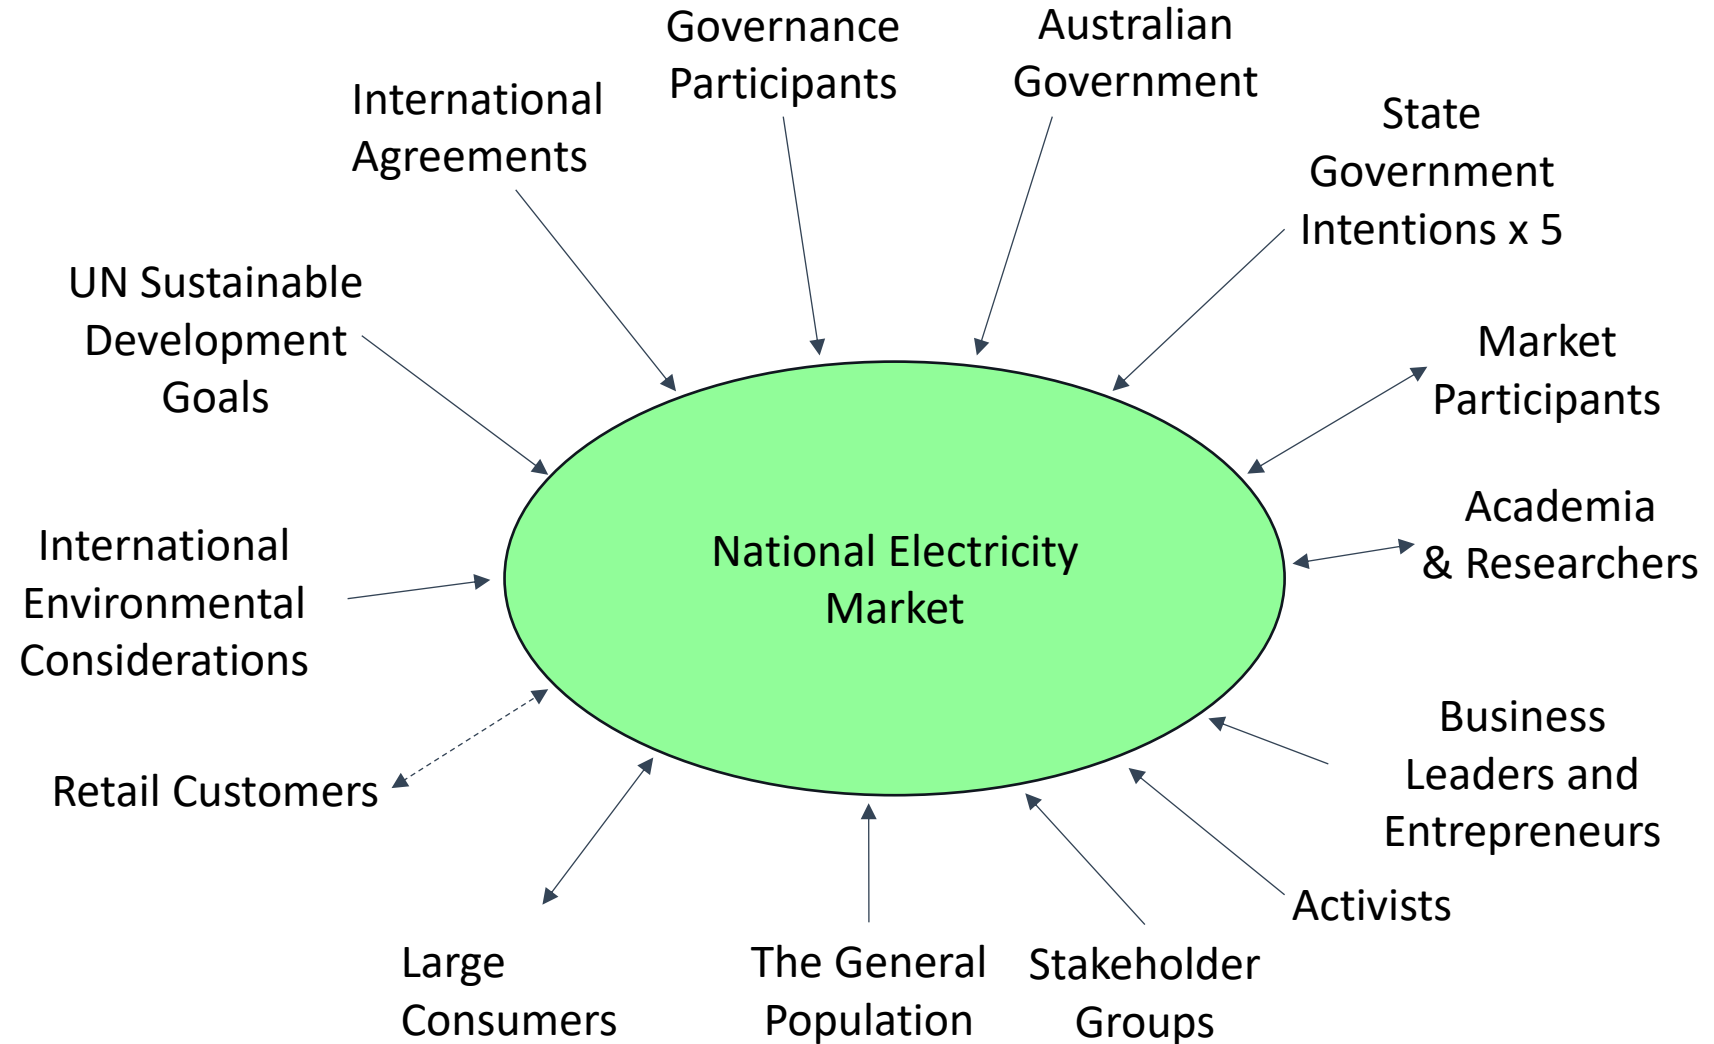 Governance
Participants
Australian
Government
International
Agreements
State
Government
Intentions x 5
UN Sustainable
Development
Goals
Market
Participants
Academia
& Researchers
National Electricity
Market
International
Environmental
Considerations
Business
Leaders and
Entrepreneurs
Retail Customers
Activists
Large
Consumers
The General
Population
Stakeholder
Groups